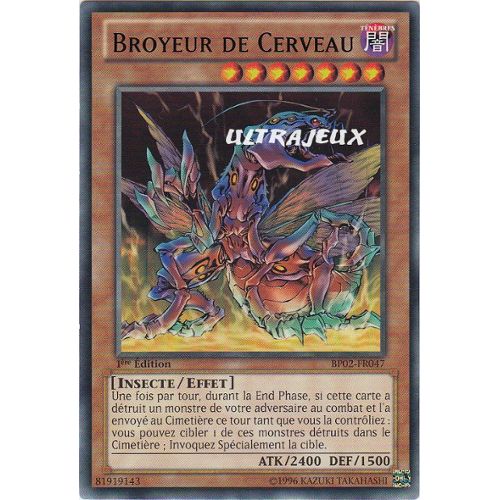 BROYEUR DE CERVEAU
TÉNÈBRES
闇
ULTRAJEUX
1ère Édition
BP02-FR047
[INSECTE/EFFET]
Une fois par tour, durant la End Phase, si cette carte a
détruit un monstre de votre adversaire au combat et l'a
envoyé au Cimetière ce tour tant que vous la contrôliez :
vous pouvez cibler 1 de ces monstres détruits dans le
Cimetière ; Invoquez Spécialement la cible.
ATK/2400 DEF/1500
81919143
©1996 KAZUKI TAKAHASHI